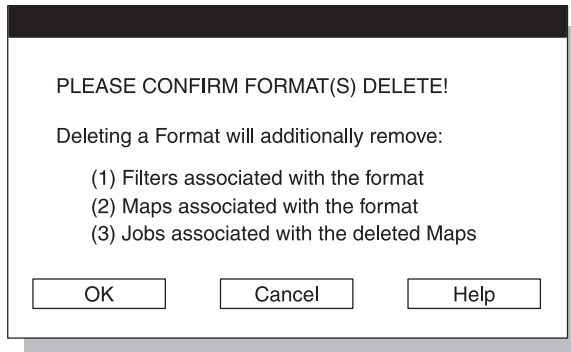 PLEASE CONFIRM FORMAT(S) DELETE!
Deleting a Format will additionally remove:
(1) Filters associated with the format
(2) Maps associated with the format
(3) Jobs associated with the deleted Maps
OK
Cancel
Help